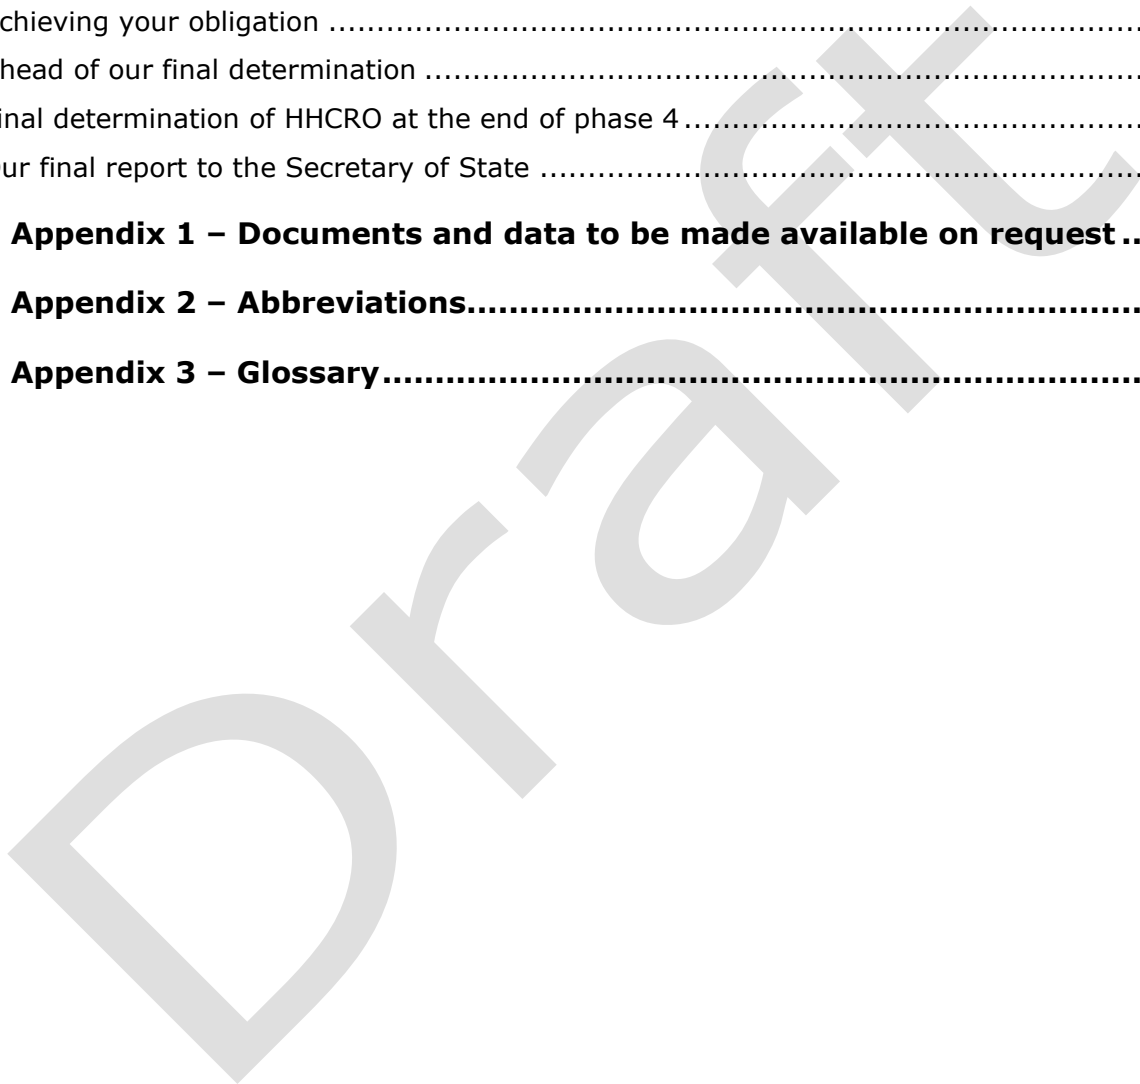 chieving your obligation ................................................................................
head of our final determination ................................................................................
inal determination of HHCRO at the end of phase 4 ................................................................................
ur final report to the Secretary of State ................................................................................
Appendix 1 – Documents and data to be made available on request ..
Appendix 2 – Abbreviations................................................................................
Appendix 3 – Glossary................................................................................
Draft